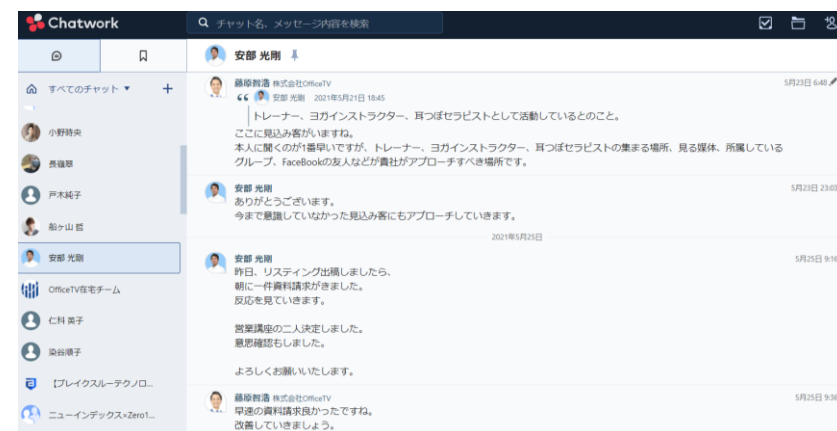 Chatwork
チャット名、メッセージ内容を検索
安部 光剛
すべてのチャット
小野時央
長嶺翠
戸木純子
船ヶ山 哲
安部 光剛
OfficeTV在宅チーム
仁科 英子
染谷順子
【ブレイクスルーテクノロ...
ニューインデックス×Zero1...
藤原智浩 株式会社OfficeTV
5月23日 6:48
安部 光剛 2021年5月21日 18:45
トレーナー、ヨガインストラクター、耳つぼセラピストとして活動しているとのこと。
ここに見込み客がいますね。
本人に聞くのが1番早いですが、トレーナー、ヨガインストラクター、耳つぼセラピストの集まる場所、見る媒体、所属している
グループ、FaceBookの友人などが貴社がアプローチすべき場所です。
安部 光剛
5月23日 23:03
ありがとうございます。
今まで意識していなかった見込み客にもアプローチしていきます。
2021年5月25日
安部 光剛
5月25日 9:16
昨日、リスティング出稿しましたら、
朝に一件資料請求がきました。
反応を見ていきます。
営業講座の二人決定しました。
意思確認もしました。
よろしくお願いいたします。
藤原智浩 株式会社OfficeTV
5月25日 9:36
早速の資料請求良かったですね。
改善していきましょう。